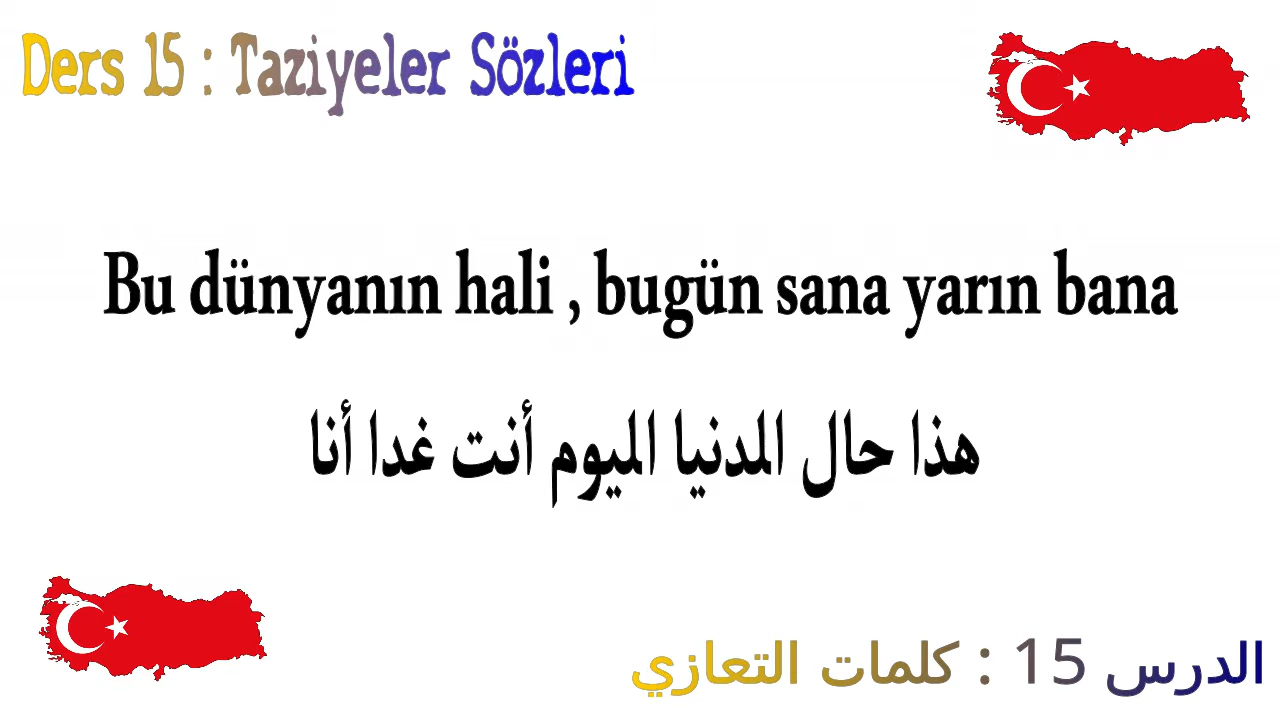 Ders 15 : Taziyeler Sözleri
Bu dünyanın hali , bugün sana yarın bana
هذا حال الدنيا اليوم أنت غدا أنا
الدرس 15 : كلمات التعازي